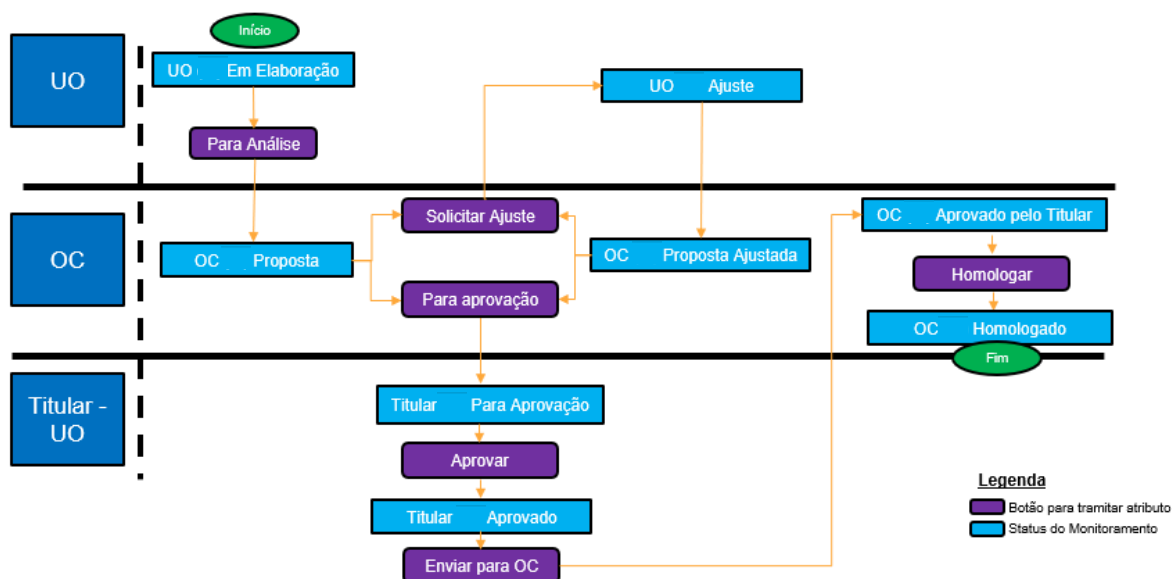 Início
UO
UO Em Elaboração
UO Ajuste
Para Análise
OC
Solicitar Ajuste
OC Aprovado pelo Titular
OC Proposta
OC Proposta Ajustada
Homologar
Para aprovação
OC Homologado
Fim
Titular -
UO
Titular Para Aprovação
Aprovar
Titular Aprovado
Enviar para OC
Legenda
Botão para tramitar atributo
Status do Monitoramento